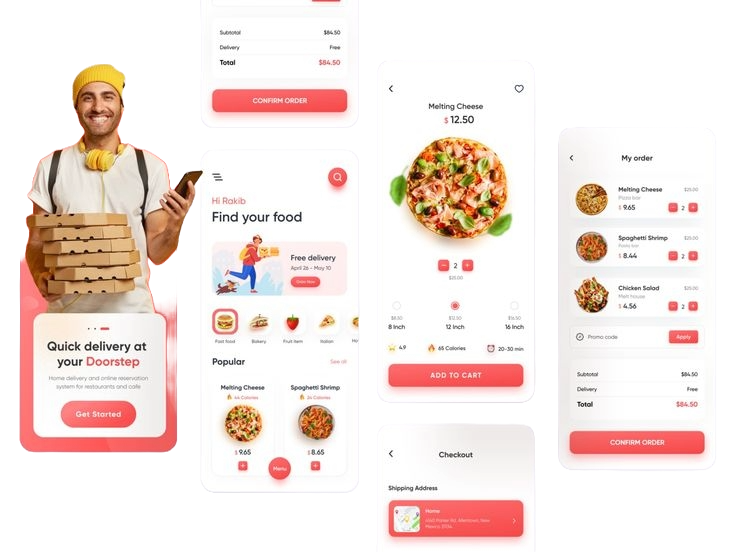 Quick delivery at
your Doorstep
Home delivery and online reservation
system for restaurants and cafe
Get Started
Subtotal $84.50
Delivery Free
Total $84.50
CONFIRM ORDER
Hi Rakib
Find your food
Free delivery
April 26 - May 10
Order Now
Fast food Bakery Fruit item Italian
Popular See all
Melting Cheese Spaghetti Shrimp
44 Calories 24 Calories
$ 9.65 $ 8.65
Menu
Melting Cheese
$ 12.50
2
$25.00
$8.50 $12.50 $16.50
8 Inch 12 Inch 16 Inch
4.9 65 Calories 20-30 min
ADD TO CART
Checkout
Shipping Address
Home
Allentown, New
My order
Melting Cheese $25.00
Pizza bar
$ 9.65 2
Spaghetti Shrimp $25.00
$ 8.44 2
Chicken Salad $25.00
Melt house
$ 4.56 2
Promo code Apply
Subtotal $84.50
Delivery Free
Total $84.50
CONFIRM ORDER